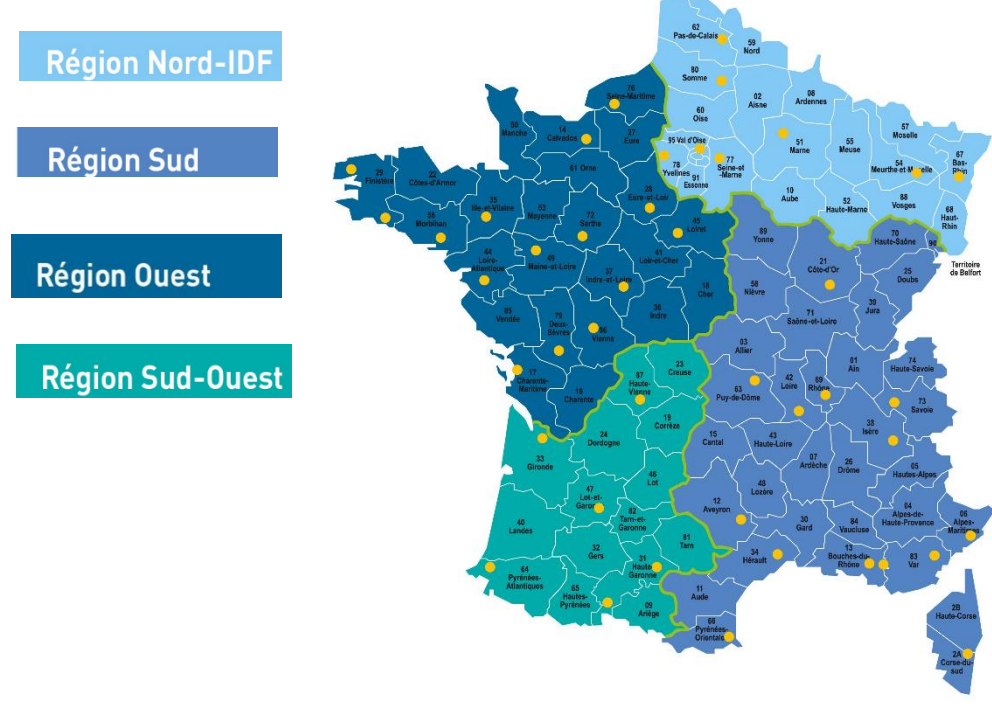 Région Nord-IDF
Région Sud
Région Ouest
Région Sud-Ouest
62
Pas-de-Calais
59
Nord
80
Somme
02
Aisne
08
Ardennes
60
Oise
76
Seine-Maritime
50
Manche
14
Calvados
27
Eure
95 Val d'Oise
78
Yvelines
91
Essonne
77
Seine-et
-Marne
51
Marne
55
Meuse
57
Moselle
54
Meurthe-et-Moselle
67
Bas-
Rhin
10
Aube
52
Haute-Marne
88
Vosges
68
Haut-
Rhin
61 Orne
29
Finistère
22
Côtes-d'Armor
35
Ille-et-Vilaine
53
Mayenne
72
Sarthe
28
Eure-et-Loir
56
Morbihan
45
Loiret
44
Loire-
Atlantique
49
Maine-et-Loire
37
Indre-et-Loire
41
Loir-et-Cher
18
Cher
36
Indre
85
Vendée
79
Deux-
Sèvres
86
Vienne
17
Charente-
Maritime
16
Charente
89
Yonne
21
Côte-d'Or
70
Haute-Saône
90
Territoire
de Belfort
25
Doubs
58
Nièvre
39
Jura
71
Saône-et-Loire
03
Allier
01
Ain
74
Haute-Savoie
63
Puy-de-Dôme
42
Loire
69
Rhône
73
Savoie
38
Isère
15
Cantal
43
Haute-Loire
07
Ardèche
26
Drôme
05
Hautes-Alpes
12
Aveyron
48
Lozère
30
Gard
84
Vaucluse
04
Alpes-de-
Haute-Provence
06
Alpes-
Maritimes
34
Hérault
13
Bouches-du-
Rhône
83
Var
11
Aude
66
Pyrénées-
Orientales
2B
Haute-Corse
2A
Corse-du-
sud
23
Creuse
87
Haute-
Vienne
19
Corrèze
24
Dordogne
33
Gironde
46
Lot
47
Lot-et-
Garonne
82
Tarn-et-
Garonne
40
Landes
32
Gers
31
Haute
Garonne
81
Tarn
64
Pyrénées-
Atlantiques
65
Hautes-
Pyrénées
09
Ariège